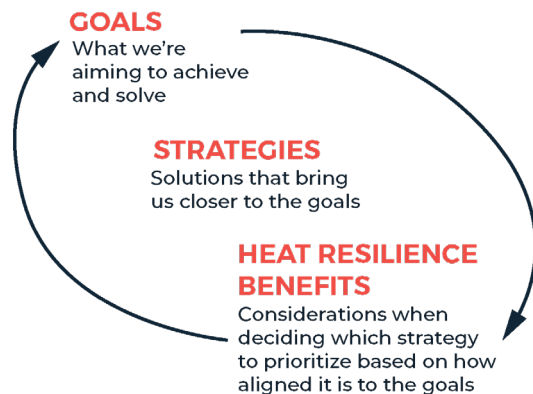 GOALS
What we're
aiming to achieve
and solve
STRATEGIES
Solutions that bring
us closer to the goals
HEAT RESILIENCE
BENEFITS
Considerations when
deciding which strategy
to prioritize based on how
aligned it is to the goals